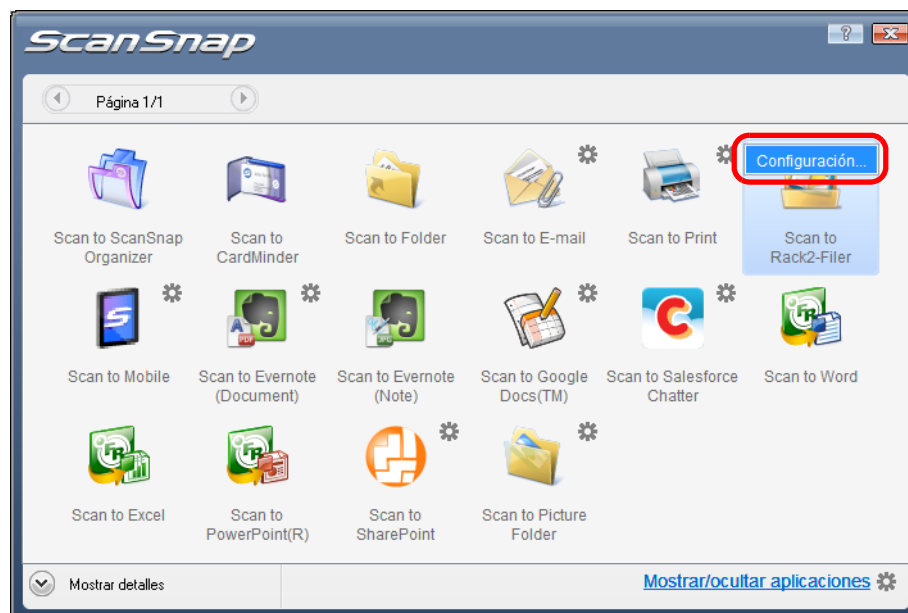 ScanSnap
?
Página 1/1
Configuración...
Scan to ScanSnap
Organizer
Scan to
CardMinder
Scan to Folder
Scan to E-mail
Scan to Print
Scan to
Rack2-Filer
Scan to Mobile
Scan to Evernote
(Document)
Scan to Evernote
(Note)
Scan to Google
Docs(TM)
Scan to Salesforce
Chatter
Scan to Word
Scan to Excel
Scan to
PowerPoint(R)
Scan to
SharePoint
Scan to Picture
Folder
Mostrar detalles
Mostrar/ocultar aplicaciones